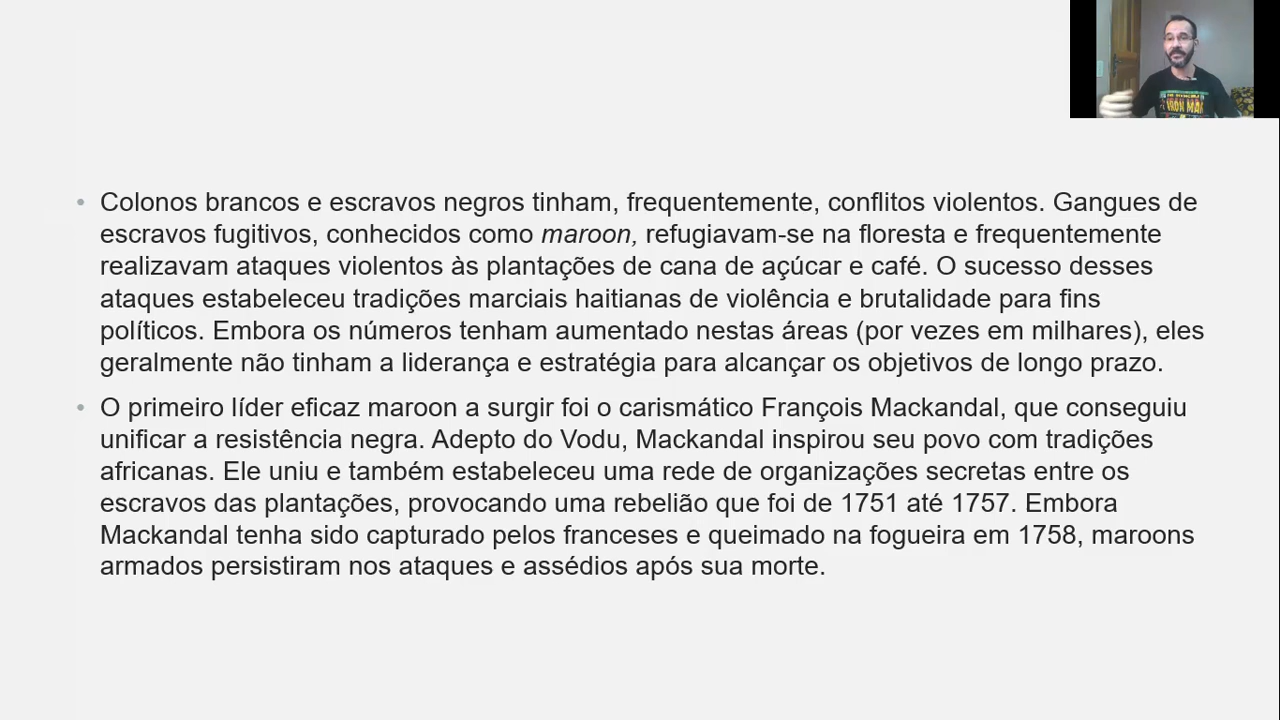 Colonos brancos e escravos negros tinham, frequentemente, conflitos violentos. Gangues de
escravos fugitivos, conhecidos como maroon, refugiavam-se na floresta e frequentemente
realizavam ataques violentos às plantações de cana de açúcar e café. O sucesso desses
ataques estabeleceu tradições marciais haitianas de violência e brutalidade para fins
políticos. Embora os números tenham aumentado nestas áreas (por vezes em milhares), eles
geralmente não tinham a liderança e estratégia para alcançar os objetivos de longo prazo.
O primeiro líder eficaz maroon a surgir foi o carismático François Mackandal, que conseguiu
unificar a resistência negra. Adepto do Vodu, Mackandal inspirou seu povo com tradições
africanas. Ele uniu e também estabeleceu uma rede de organizações secretas entre os
escravos das plantações, provocando uma rebelião que foi de 1751 até 1757. Embora
Mackandal tenha sido capturado pelos franceses e queimado na fogueira em 1758, maroons
armados persistiram nos ataques e assédios após sua morte.